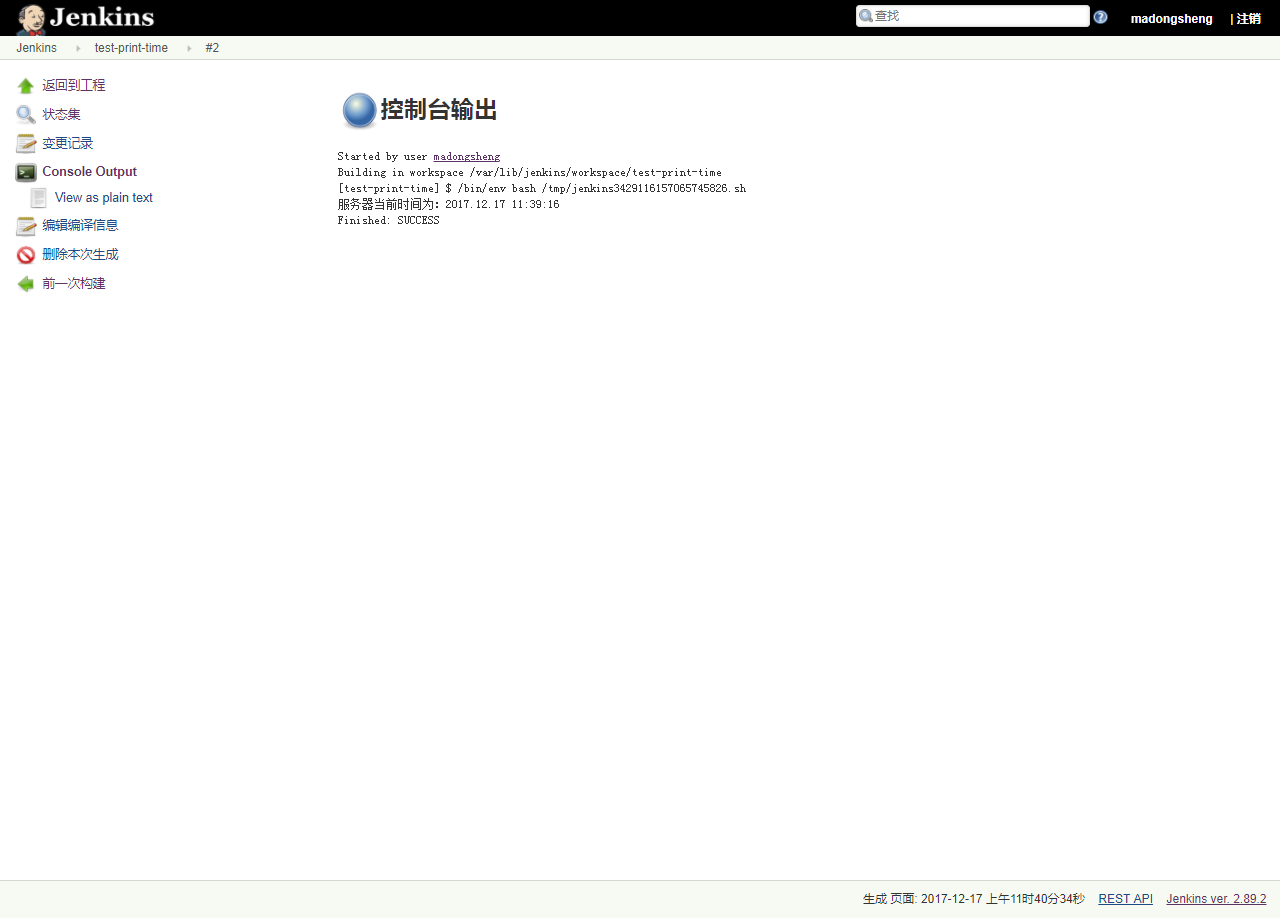 Jenkins
查找
madongsheng
| 注销
Jenkins
test-print-time
#2
返回到工程
状态集
变更记录
Console Output
View as plain text
编辑编译信息
删除本次生成
前一次构建
控制台输出
Started by user madongsheng
Building in workspace /var/lib/jenkins/workspace/test-print-time
[test-print-time] $ /bin/env bash /tmp/jenkins3429116157065745826.sh
服务器当前时间为：2017.12.17 11:39:16
Finished: SUCCESS
生成 页面: 2017-12-17 上午11时40分34秒 REST API Jenkins ver. 2.89.2